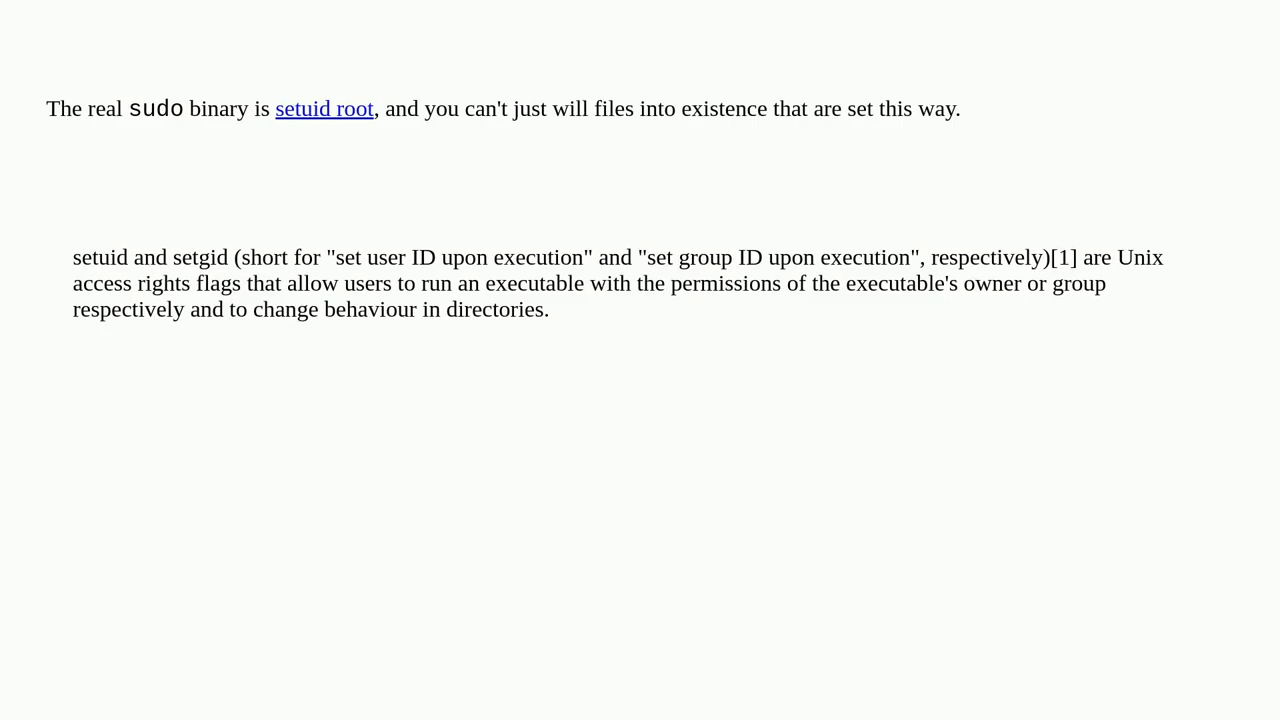 The real sudo binary is setuid root, and you can't just will files into existence that are set this way.
setuid and setgid (short for "set user ID upon execution" and "set group ID upon execution", respectively)[1] are Unix
access rights flags that allow users to run an executable with the permissions of the executable's owner or group
respectively and to change behaviour in directories.